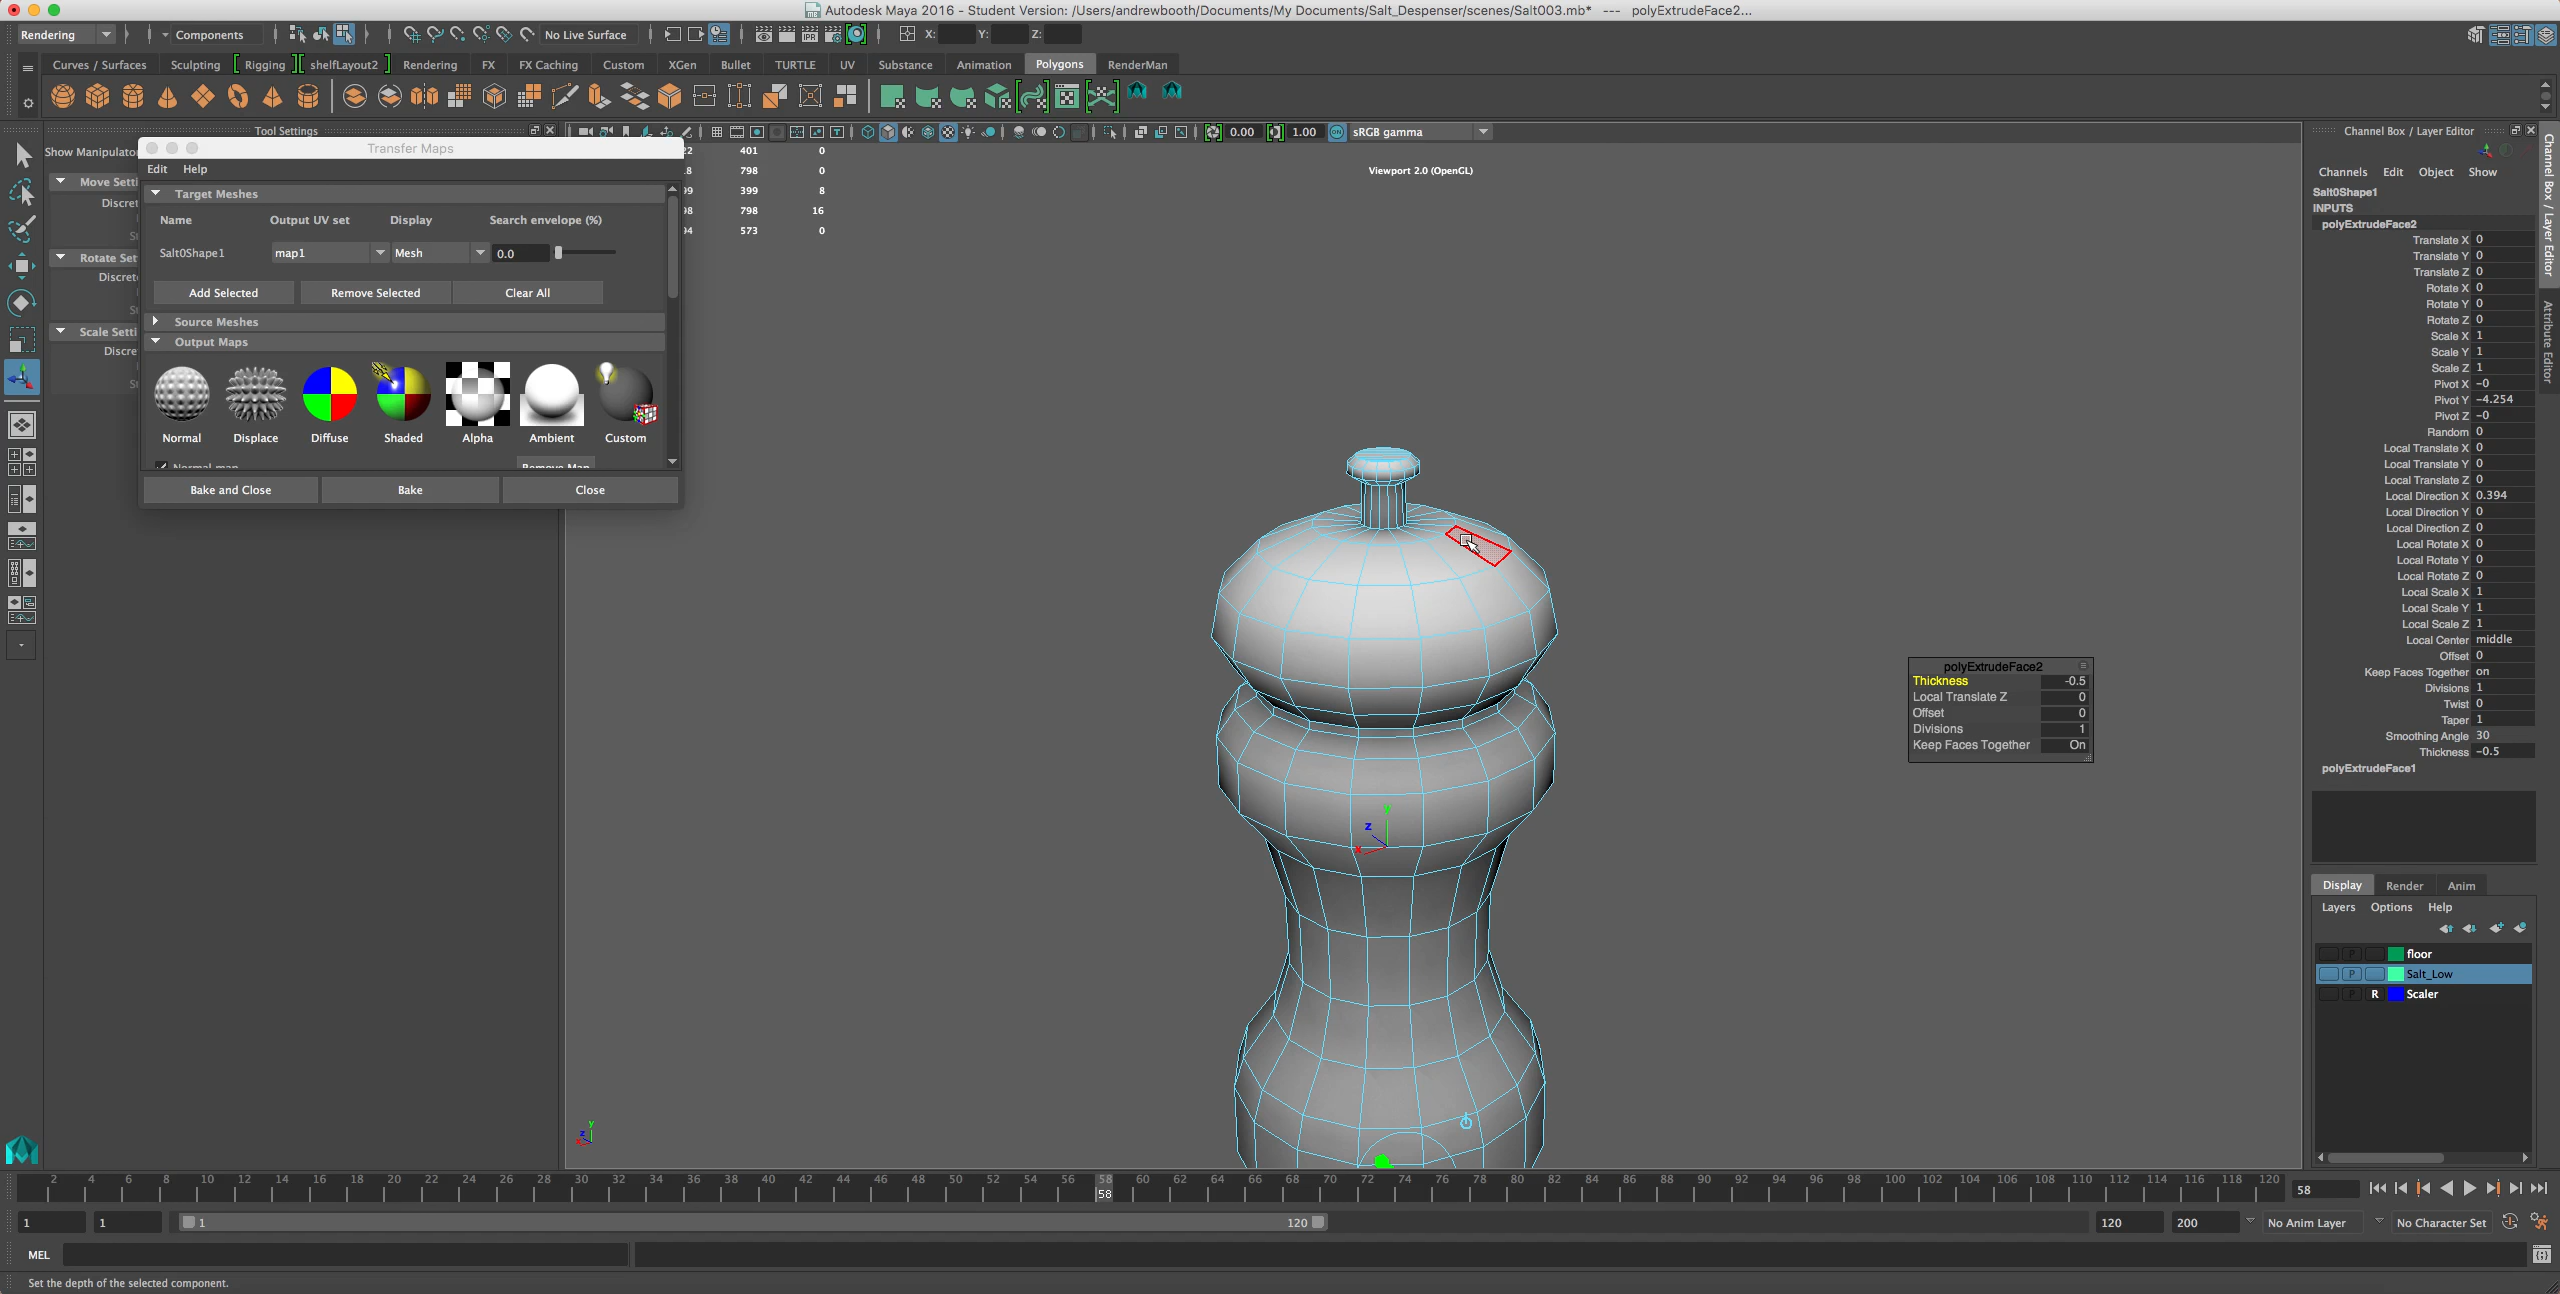 Autodesk Maya 2016 - Student Version: /Users/andrewbooth/Documents/My Documents/Salt_Despenser/scenes/Salt003.mb* --- polyExtrudeFace2...
Rendering Components No Live Surface IPR X: Y: Z:
Curves / Surfaces Sculpting Rigging shelfLayout2 Rendering FX FX Caching Custom XGen Bullet TURTLE UV Substance Animation Polygons RenderMan
Tool Settings
0.00 1.00 ON sRGB gamma
Channel Box / Layer Editor
Show Manipulator
Move Setti
Discret
Rotate Set
Discret
Scale Setti
Discre
Transfer Maps
Edit Help
Target Meshes
Name Output UV set Display Search envelope (%)
Salt0Shape1 map1 Mesh 0.0
Add Selected Remove Selected Clear All
Source Meshes
Output Maps
Normal Displace Diffuse Shaded Alpha Ambient Custom
Normal map Remove Map
Bake and Close Bake Close
401 0
798 0
399 8
798 16
573 0
Viewport 2.0 (OpenGL)
y
z
x
polyExtrudeFace2
Thickness -0.5
Local Translate Z 0
Offset 0
Divisions 1
Keep Faces Together On
Channels Edit Object Show
Salt0Shape1
INPUTS
polyExtrudeFace2
Translate X 0
Translate Y 0
Translate Z 0
Rotate X 0
Rotate Y 0
Rotate Z 0
Scale X 1
Scale Y 1
Scale Z 1
Pivot X -0
Pivot Y -4.254
Pivot Z -0
Random 0
Local Translate X 0
Local Translate Y 0
Local Translate Z 0
Local Direction X 0.394
Local Direction Y 0
Local Direction Z 0
Local Rotate X 0
Local Rotate Y 0
Local Rotate Z 0
Local Scale X 1
Local Scale Y 1
Local Scale Z 1
Local Center middle
Offset 0
Keep Faces Together on
Divisions 1
Twist 0
Taper 1
Smoothing Angle 30
Thickness -0.5
polyExtrudeFace1
Channel Box / Layer Editor
Attribute Editor
Display Render Anim
Layers Options Help
P floor
P Salt_Low
P R Scaler
y
z
x
2 4 6 8 10 12 14 16 18 20 22 24 26 28 30 32 34 36 38 40 42 44 46 48 50 52 54 56 58 60 62 64 66 68 70 72 74 76 78 80 82 84 86 88 90 92 94 96 98 100 102 104 106 108 110 112 114 116 118 120
58 58
1 1 1 120 120 200 No Anim Layer No Character Set
MEL
Set the depth of the selected component.